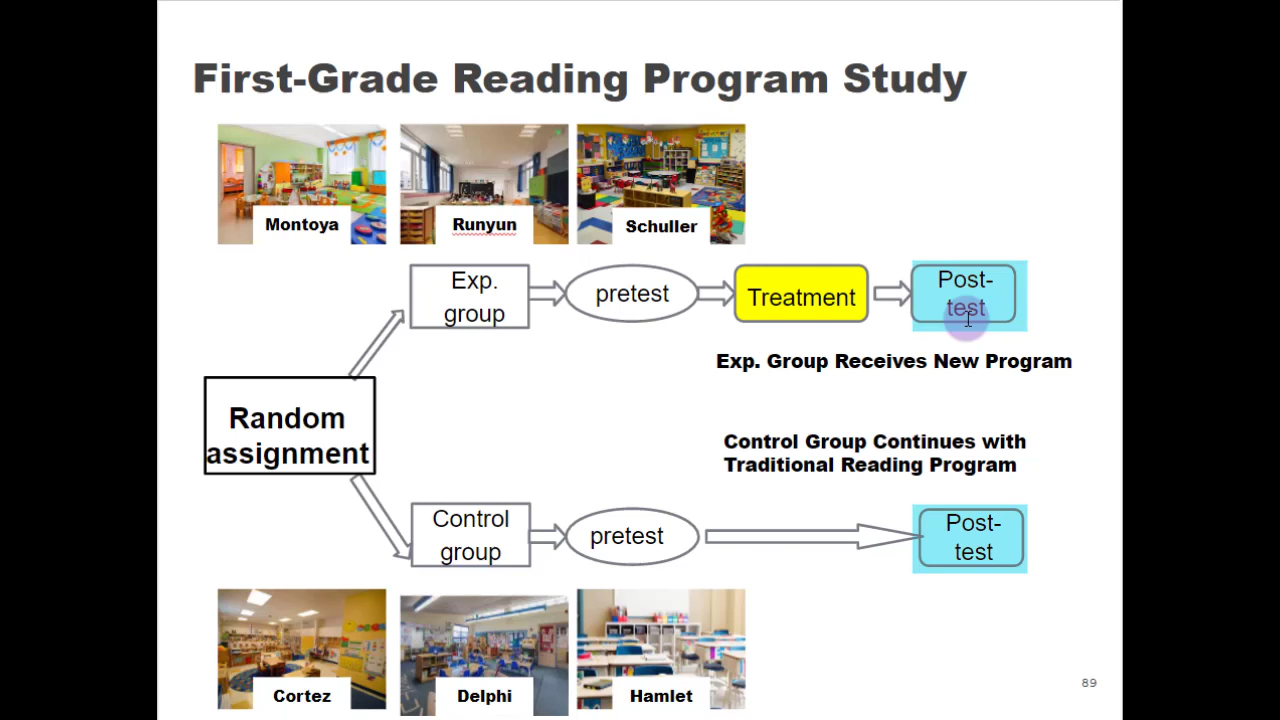 First-Grade Reading Program Study
Montoya
Runyun
Schuller
Exp.
group
pretest
Treatment
Post-
test
Exp. Group Receives New Program
Random
assignment
Control Group Continues with
Traditional Reading Program
Control
group
pretest
Post-
test
Cortez
Delphi
Hamlet
89